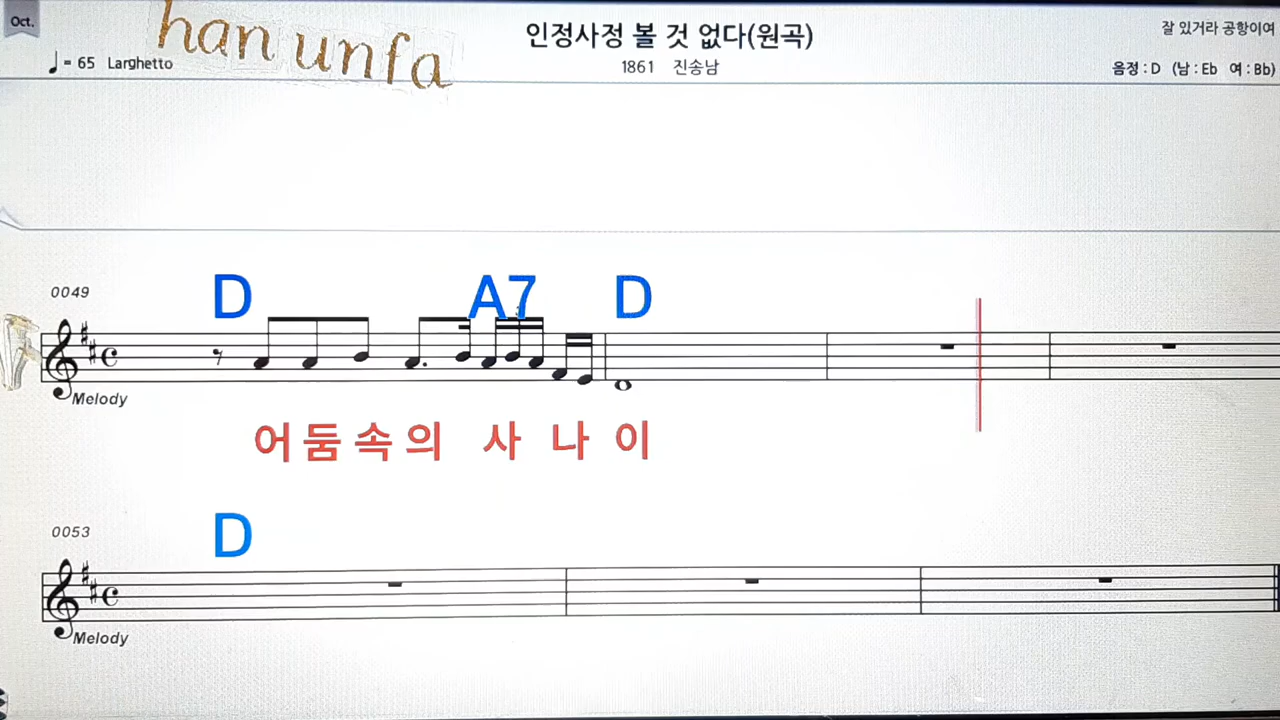 Oct.
han unfa
인정사정 볼 것 없다(원곡)
잘 있거라 공항이여
♩ = 65 Larghetto
1861 진송남
음정 : D (남 : Eb 여 : Bb)
0049
D A7 D
Melody
어둠속의 사나이
0053
D
Melody